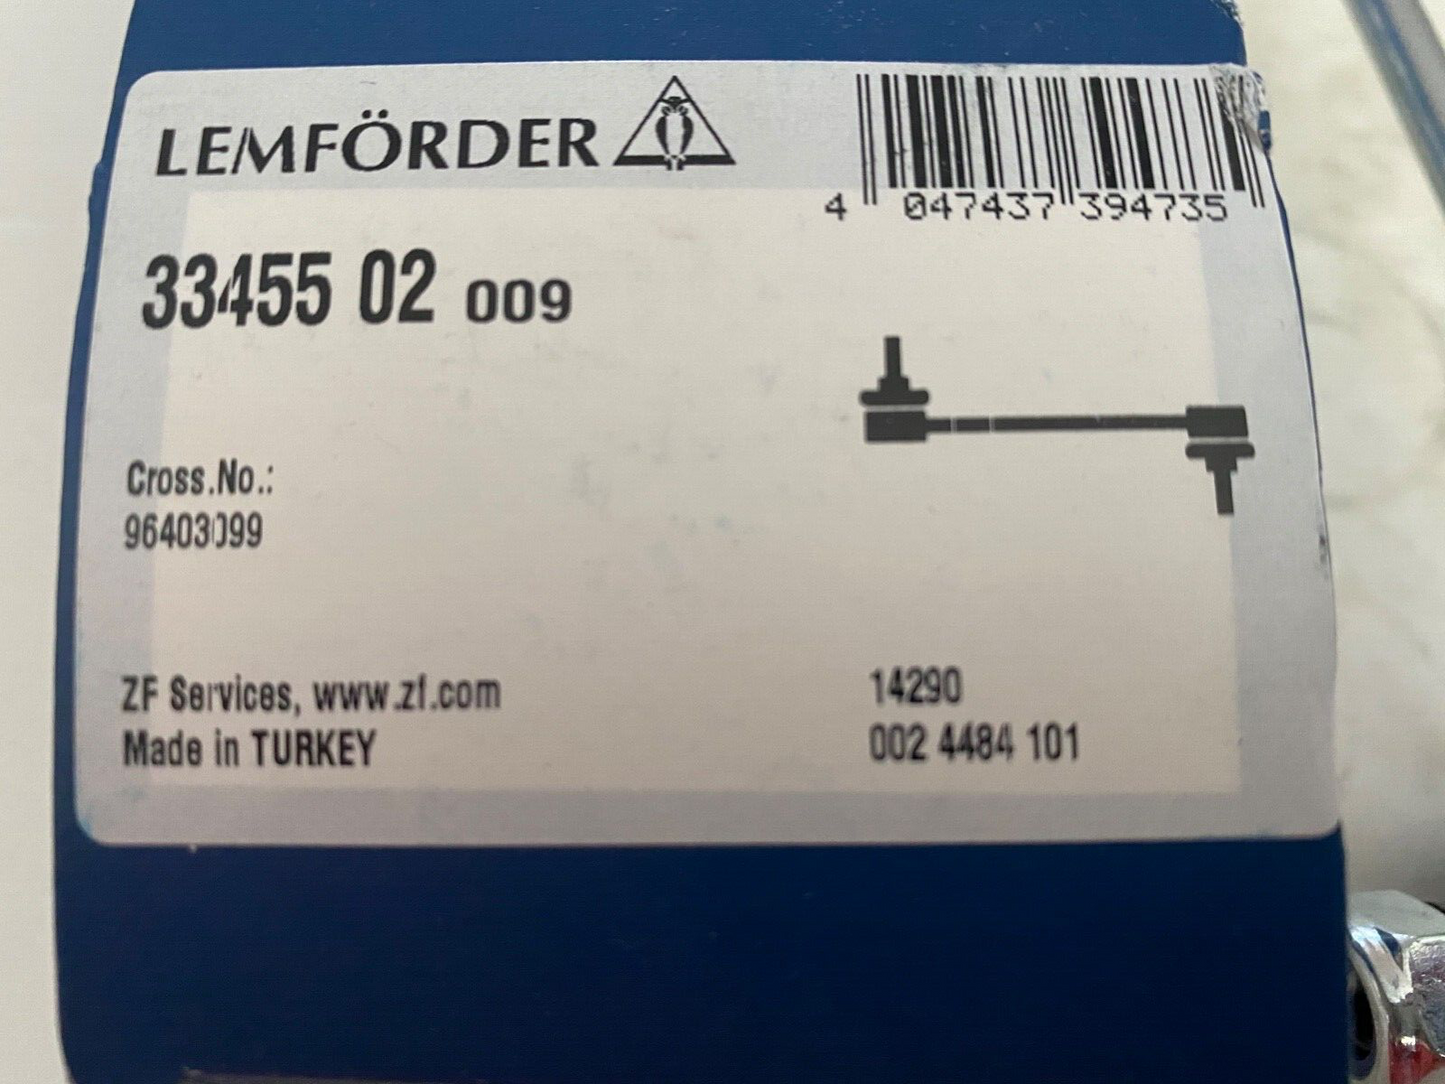 LEMFÖRDER
4 047437 394735
33455 02 009
Cross.No.:
96403099
ZF Services, www.zf.com
Made in TURKEY
14290
002 4484 101